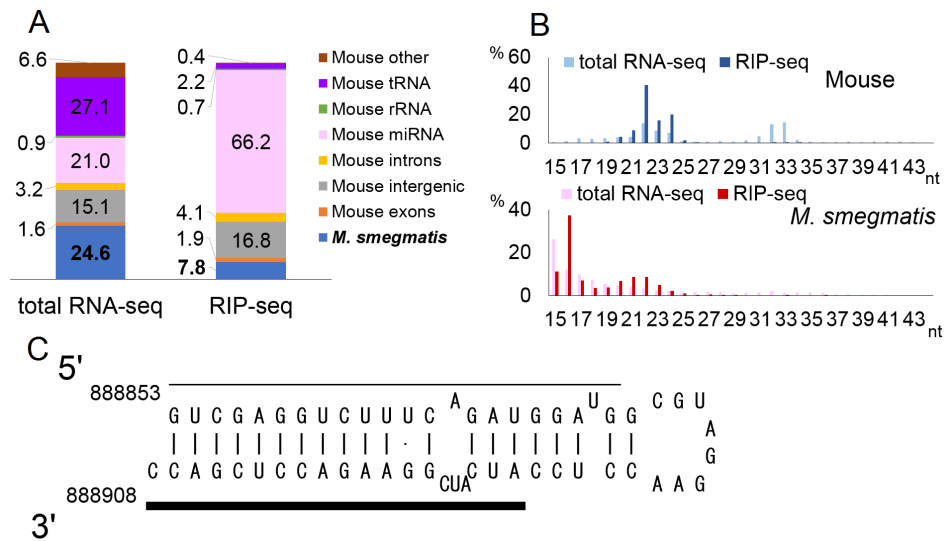 A
6.6
27.1
0.9
21.0
3.2
15.1
1.6
24.6
total RNA-seq
0.4
2.2
0.7
66.2
4.1
1.9
16.8
7.8
RIP-seq
Mouse other
Mouse tRNA
Mouse rRNA
Mouse miRNA
Mouse introns
Mouse intergenic
Mouse exons
M. smegmatis
B
% 60
40
20
0
total RNA-seq RIP-seq
Mouse
15 17 19 21 23 25 27 29 31 33 35 37 39 41 43 nt
% 40
20
0
total RNA-seq RIP-seq
M. smegmatis
15 17 19 21 23 25 27 29 31 33 35 37 39 41 43 nt
C
5'
888853
A U C G U
G U C G A G G U C U U U C G A U G G A G G
A
G
C C A G C U C C A G A A G G C U A C C U C C
CUA A A G
888908
3'